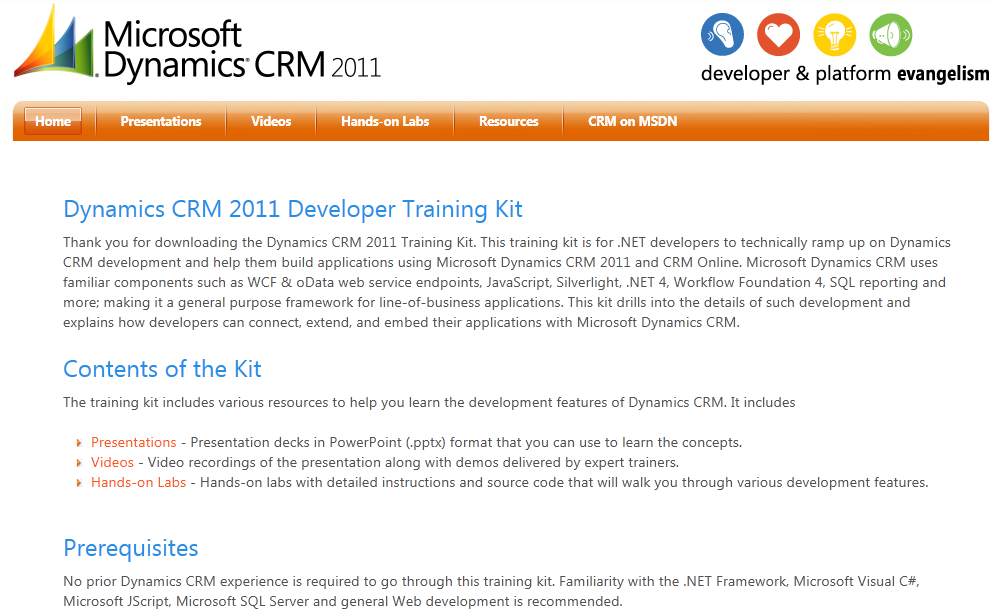 Microsoft
Dynamics® CRM 2011
developer & platform evangelism
Home Presentations Videos Hands-on Labs Resources CRM on MSDN
Dynamics CRM 2011 Developer Training Kit
Thank you for downloading the Dynamics CRM 2011 Training Kit. This training kit is for .NET developers to technically ramp up on Dynamics
CRM development and help them build applications using Microsoft Dynamics CRM 2011 and CRM Online. Microsoft Dynamics CRM uses
familiar components such as WCF & oData web service endpoints, JavaScript, Silverlight, .NET 4, Workflow Foundation 4, SQL reporting and
more; making it a general purpose framework for line-of-business applications. This kit drills into the details of such development and
explains how developers can connect, extend, and embed their applications with Microsoft Dynamics CRM.
Contents of the Kit
The training kit includes various resources to help you learn the development features of Dynamics CRM. It includes
Presentations - Presentation decks in PowerPoint (.pptx) format that you can use to learn the concepts.
Videos - Video recordings of the presentation along with demos delivered by expert trainers.
Hands-on Labs - Hands-on labs with detailed instructions and source code that will walk you through various development features.
Prerequisites
No prior Dynamics CRM experience is required to go through this training kit. Familiarity with the .NET Framework, Microsoft Visual C#,
Microsoft JScript, Microsoft SQL Server and general Web development is recommended.